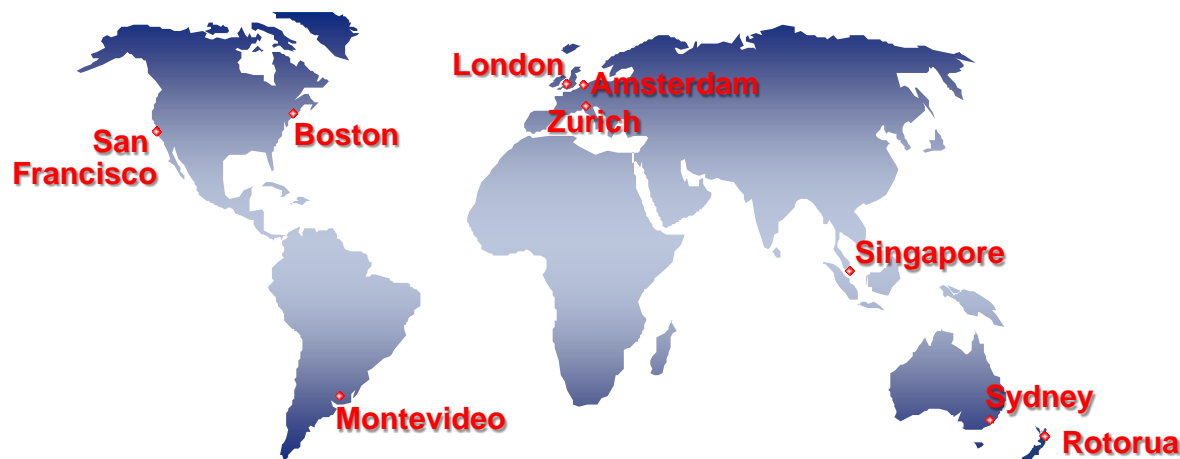 London
Amsterdam
Zurich
Boston
San
Francisco
Singapore
Montevideo
Sydney
Rotorua